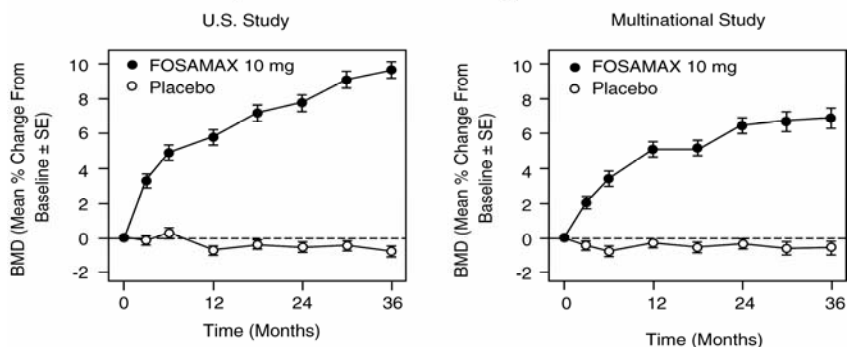 U.S. Study
BMD (Mean % Change From
Baseline ± SE)
10
8
6
4
2
0
-2
FOSAMAX 10 mg
Placebo
0
12
24
36
Time (Months)
Multinational Study
BMD (Mean % Change From
Baseline ± SE)
10
8
6
4
2
0
-2
FOSAMAX 10 mg
Placebo
0
12
24
36
Time (Months)